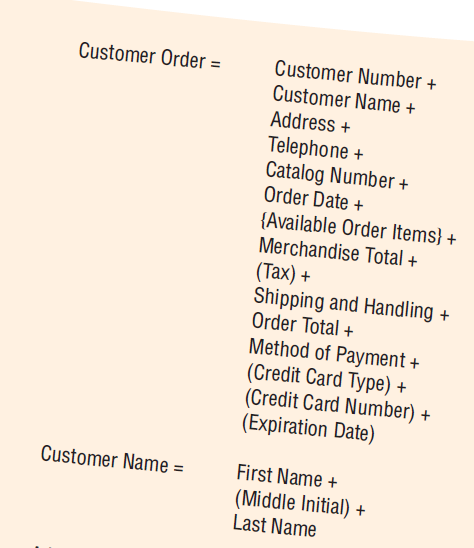 Customer Order = Customer Number +
Customer Name +
Address +
Telephone +
Catalog Number +
Order Date +
{Available Order Items} +
Merchandise Total +
(Tax) +
Shipping and Handling +
Order Total +
Method of Payment +
(Credit Card Type) +
(Credit Card Number) +
(Expiration Date)
Customer Name = First Name +
(Middle Initial) +
Last Name